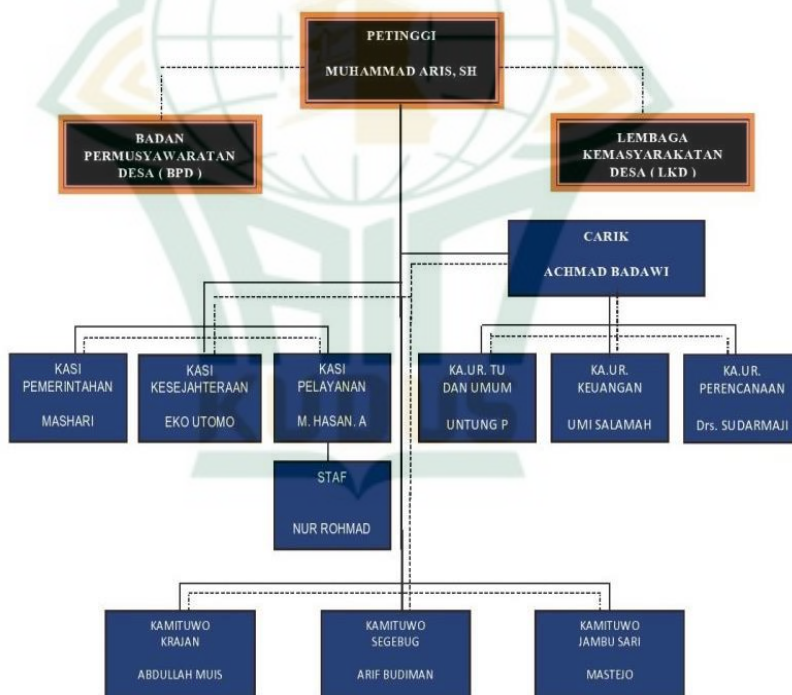 PETINGGI
MUHAMMAD ARIS, SH
BADAN
PERMUSYAWARATAN
DESA ( BPD )
LEMBAGA
KEMASYARAKATAN
DESA ( LKD )
CARIK
ACHMAD BADAWI
KASI
PEMERINTAHAN
MASHARI
KASI
KESEJAHTERAAN
EKO UTOMO
KASI
PELAYANAN
M. HASAN. A
KA.UR. TU
DAN UMUM
UNTUNG P
KA.UR.
KEUANGAN
UMI SALAMAH
KA.UR.
PERENCANAAN
Drs. SUDARMAJI
STAF
NUR ROHMAD
KAMITUWO
KRAJAN
ABDULLAH MUIS
KAMITUWO
SEGEBUG
ARIF BUDIMAN
KAMITUWO
JAMBU SARI
MASTEJO
KUDUS